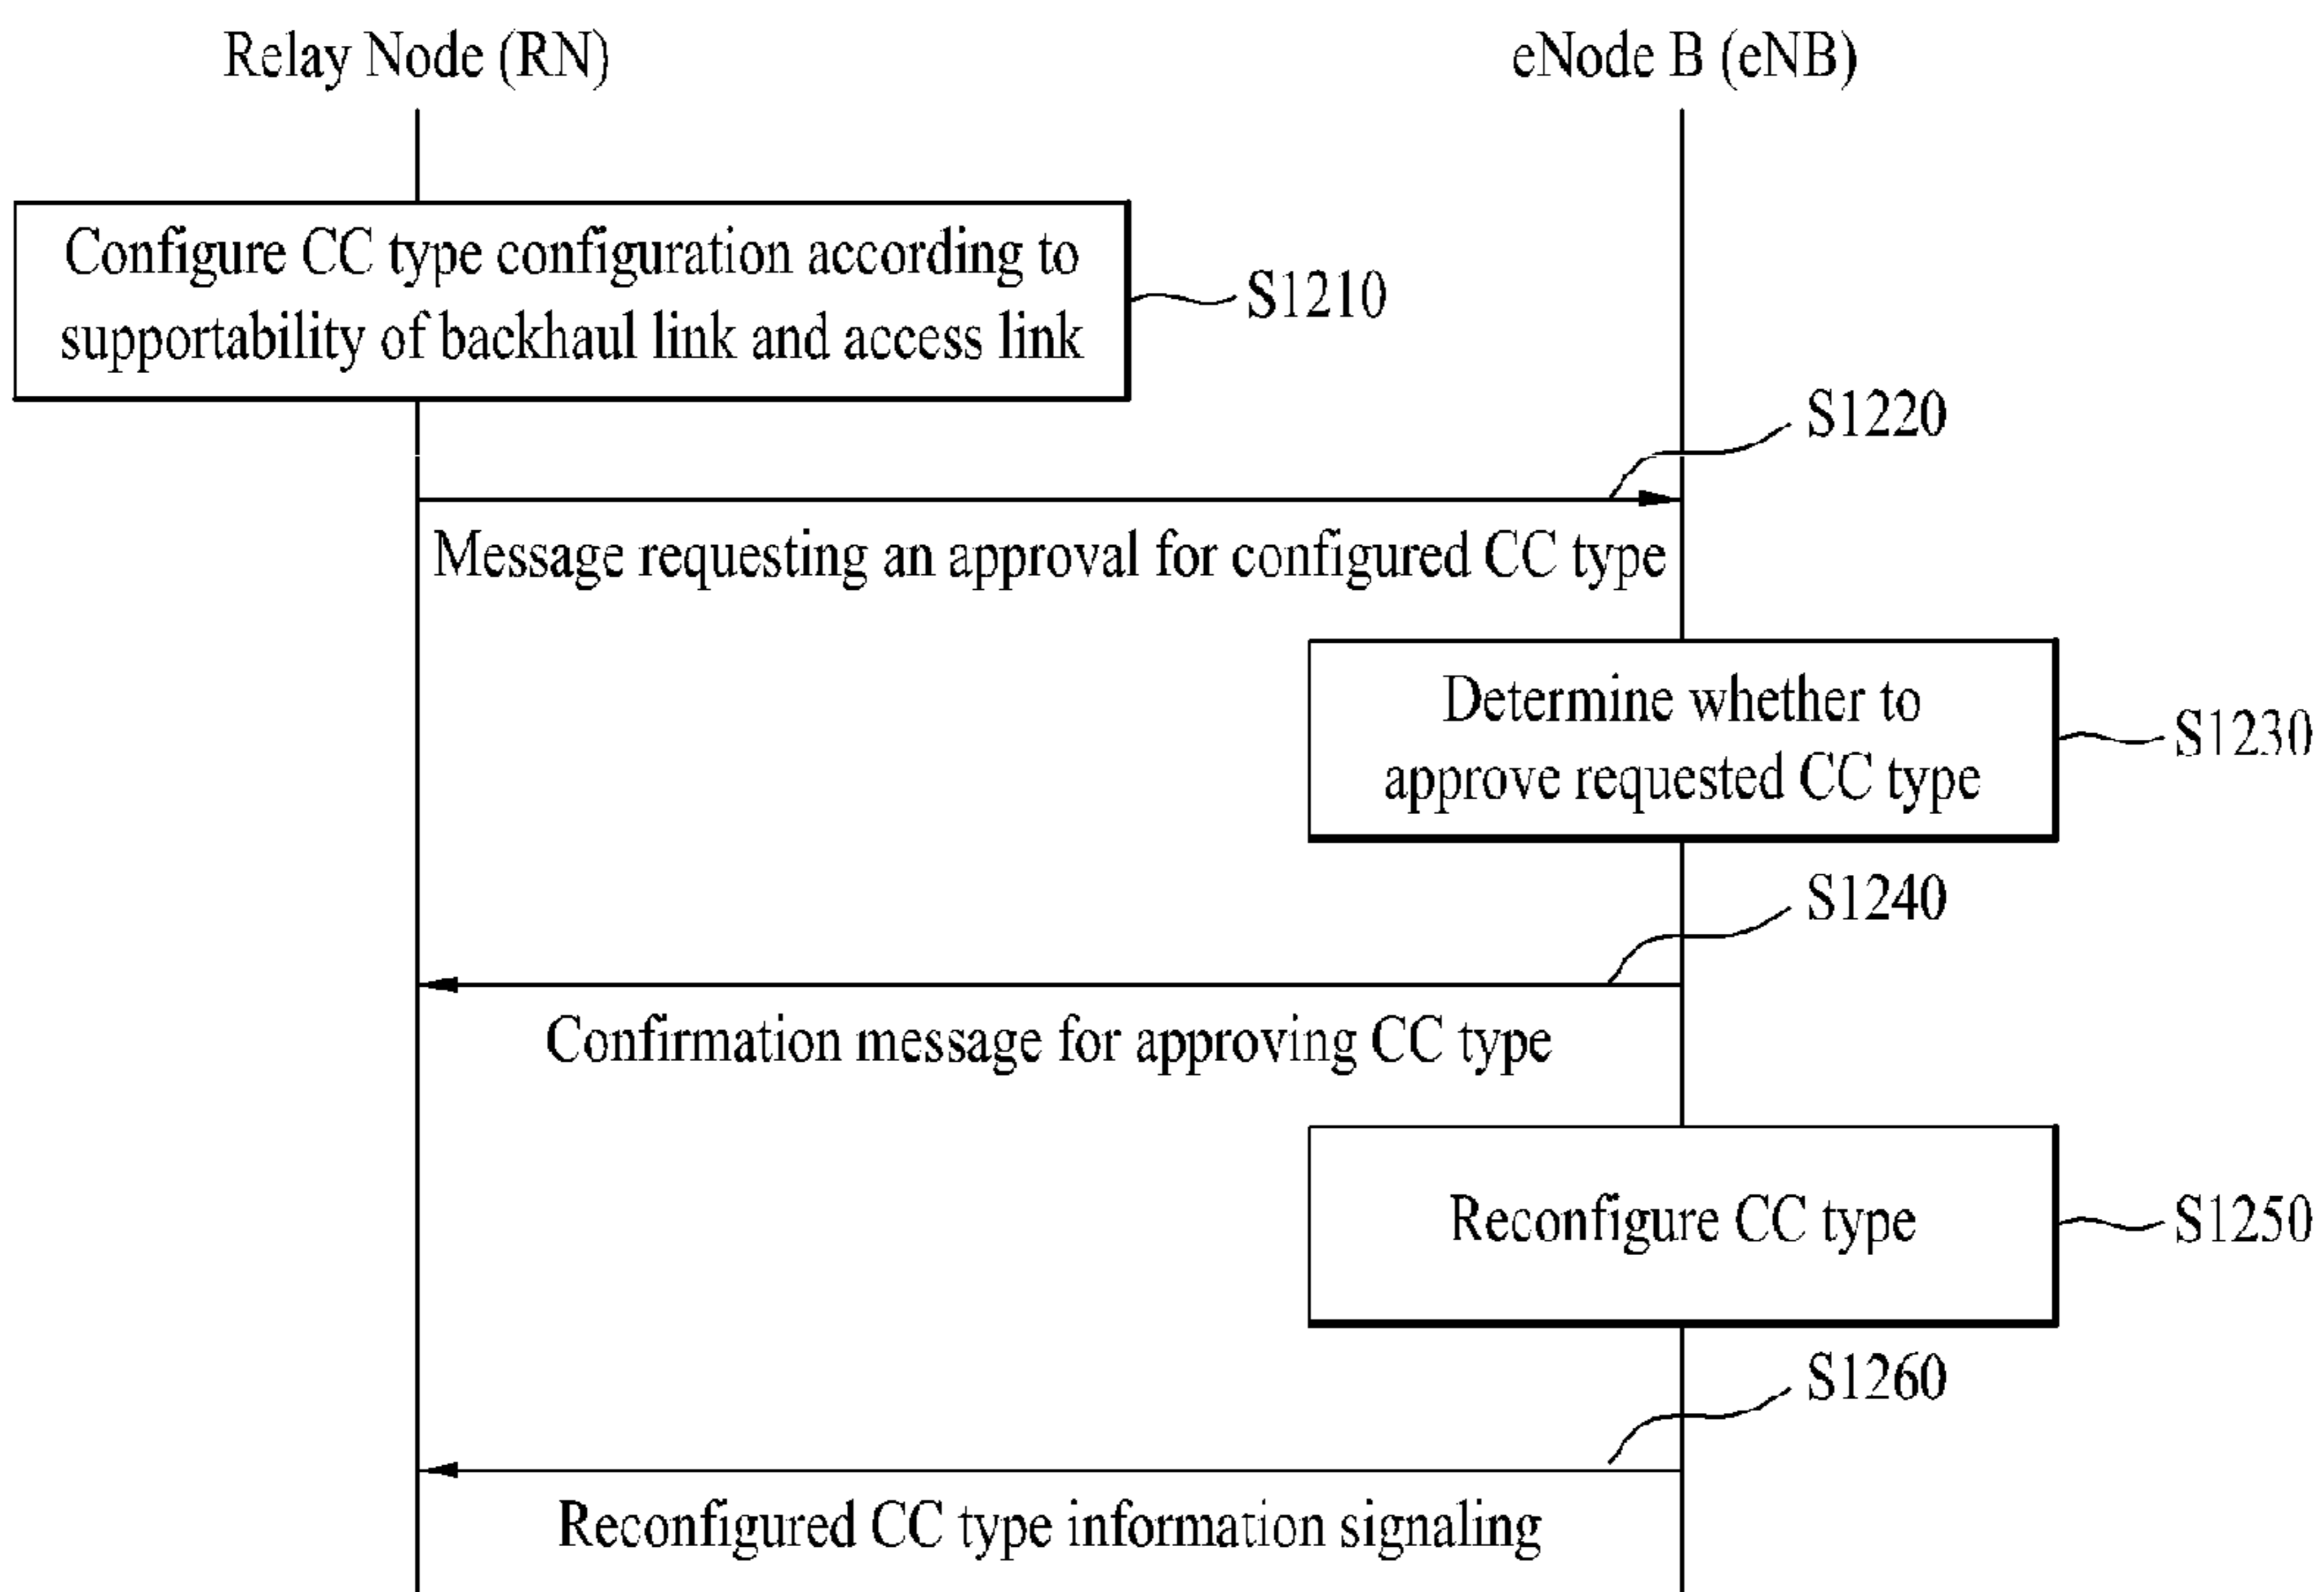 Relay Node (RN)
eNode B (eNB)
Configure CC type configuration according to
supportability of backhaul link and access link
S1210
S1220
Message requesting an approval for configured CC type
Determine whether to
approve requested CC type
S1230
S1240
Confirmation message for approving CC type
Reconfigure CC type
S1250
S1260
Reconfigured CC type information signaling